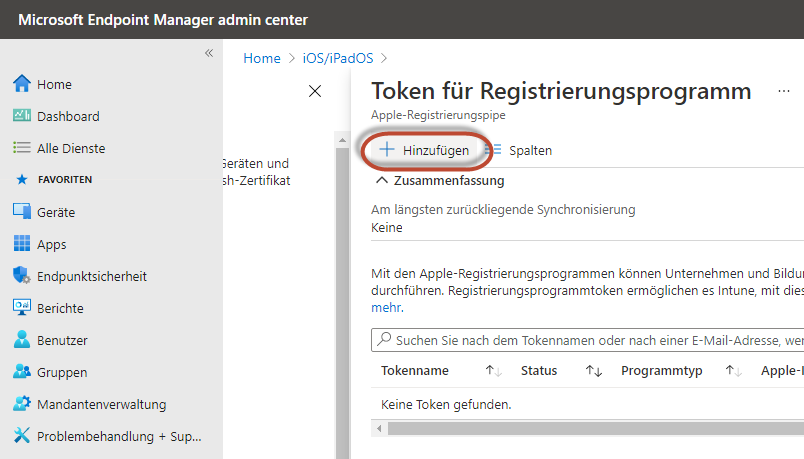 Microsoft Endpoint Manager admin center
«
Home > iOS/iPadOS >
Home
Dashboard
Alle Dienste
FAVORITEN
Geräte
Apps
Endpunktsicherheit
Berichte
Benutzer
Gruppen
Mandantenverwaltung
Problembehandlung + Sup...
Geräten und
sh-Zertifikat
Token für Registrierungsprogramm ...
Apple-Registrierungspipe
Hinzufügen Spalten
Zusammenfassung
Am längsten zurückliegende Synchronisierung
Keine
Mit den Apple-Registrierungsprogrammen können Unternehmen und Bildu
durchführen. Registrierungsprogrammtoken ermöglichen es Intune, mit dies
mehr.
Suchen Sie nach dem Tokennamen oder nach einer E-Mail-Adresse, wer
Tokenname Status Programmtyp Apple-I
Keine Token gefunden.